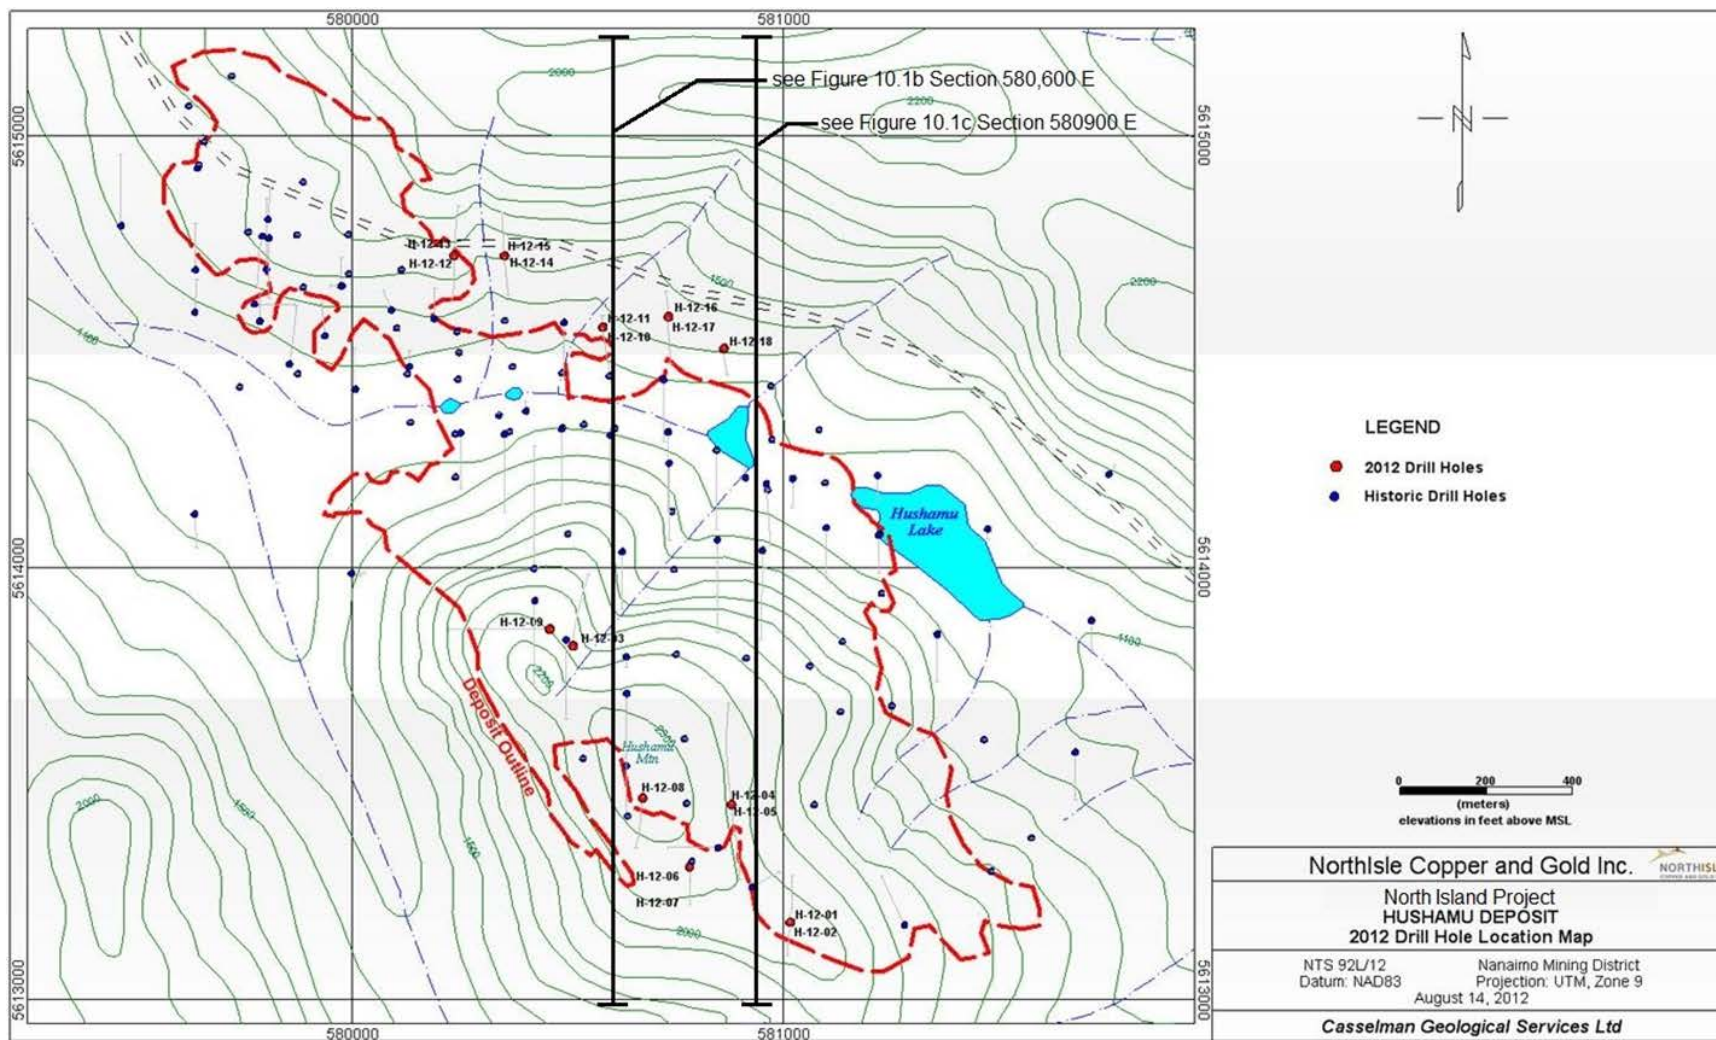 580000
581000
2000
see Figure 10.1b Section 580,600 E
2200
see Figure 10.1c Section 580900 E
5615000
5615000
H-12-13
H-12-15
H-12-12
H-12-14
1500
2200
H-12-16
H-12-11
H-12-17
H-12-10
H-12-18
1100
LEGEND
2012 Drill Holes
Historic Drill Holes
Hushamu
Lake
5614000
5614000
H-12-09
H-12-03
1100
2200
Deposit Outline
Hushamu
Mtn
H-12-08
H-12-04
H-12-05
2000
1500
1500
H-12-06
H-12-07
H-12-01
H-12-02
2000
0 200 400
(meters)
elevations in feet above MSL
NorthIsle Copper and Gold Inc.
NORTHISL
North Island Project
HUSHAMU DEPOSIT
2012 Drill Hole Location Map
NTS 92L/12
Nanaimo Mining District
Datum: NAD83
Projection: UTM, Zone 9
August 14, 2012
Casselman Geological Services Ltd
5613000
5613000
580000
581000